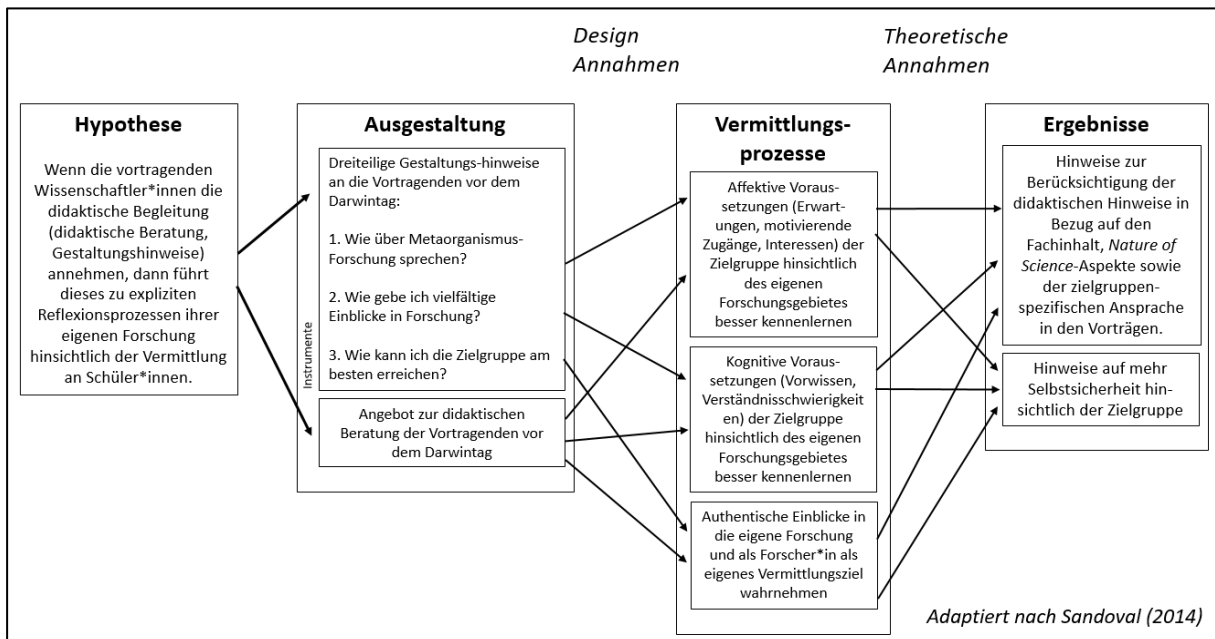 Design
Annahmen
Theoretische
Annahmen
Hypothese
Wenn die vortragenden
Wissenschaftler*innen die
didaktische Begleitung
(didaktische Beratung,
Gestaltungshinweise)
annehmen, dann führt
dieses zu expliziten
Reflexionsprozessen ihrer
eigenen Forschung
hinsichtlich der Vermittlung
an Schüler*innen.
Ausgestaltung
Instrumente
Dreiteilige Gestaltungs-hinweise
an die Vortragenden vor dem
Darwintag:
1. Wie über Metaorganismus-
Forschung sprechen?
2. Wie gebe ich vielfältige
Einblicke in Forschung?
3. Wie kann ich die Zielgruppe am
besten erreichen?
Angebot zur didaktischen
Beratung der Vortragenden vor
dem Darwintag
Vermittlungs-
prozesse
Affektive Voraus-
setzungen (Erwart-
ungen, motivierende
Zugänge, Interessen) der
Zielgruppe hinsichtlich
des eigenen
Forschungsgebietes
besser kennenlernen
Kognitive Voraus-
setzungen (Vorwissen,
Verständnisschwierigkeit
en) der Zielgruppe
hinsichtlich des eigenen
Forschungsgebietes
besser kennenlernen
Authentische Einblicke in
die eigene Forschung
und als Forscher*in als
eigenes Vermittlungsziel
wahrnehmen
Ergebnisse
Hinweise zur
Berücksichtigung der
didaktischen Hinweise in
Bezug auf den
Fachinhalt, Nature of
Science-Aspekte sowie
der zielgruppen-
spezifischen Ansprache
in den Vorträgen.
Hinweise auf mehr
Selbstsicherheit hin-
sichtlich der Zielgruppe
Adaptiert nach Sandoval (2014)